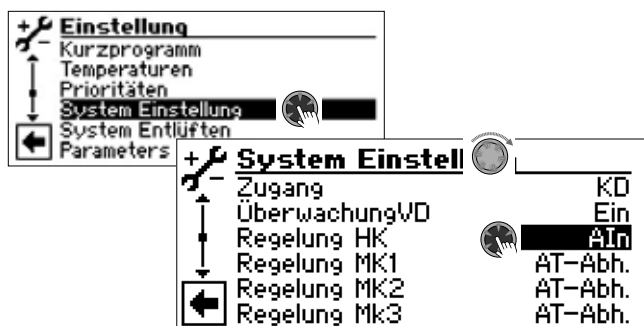 Einstellung
Kurzprogramm
Temperaturen
Prioritäten
System Einstellung
System Entlüften
Parameters
System Einstell
Zugang KD
ÜberwachungVD Ein
Regelung HK AIn
Regelung MK1 AT-Abh.
Regelung MK2 AT-Abh.
Regelung Mk3 AT-Abh.